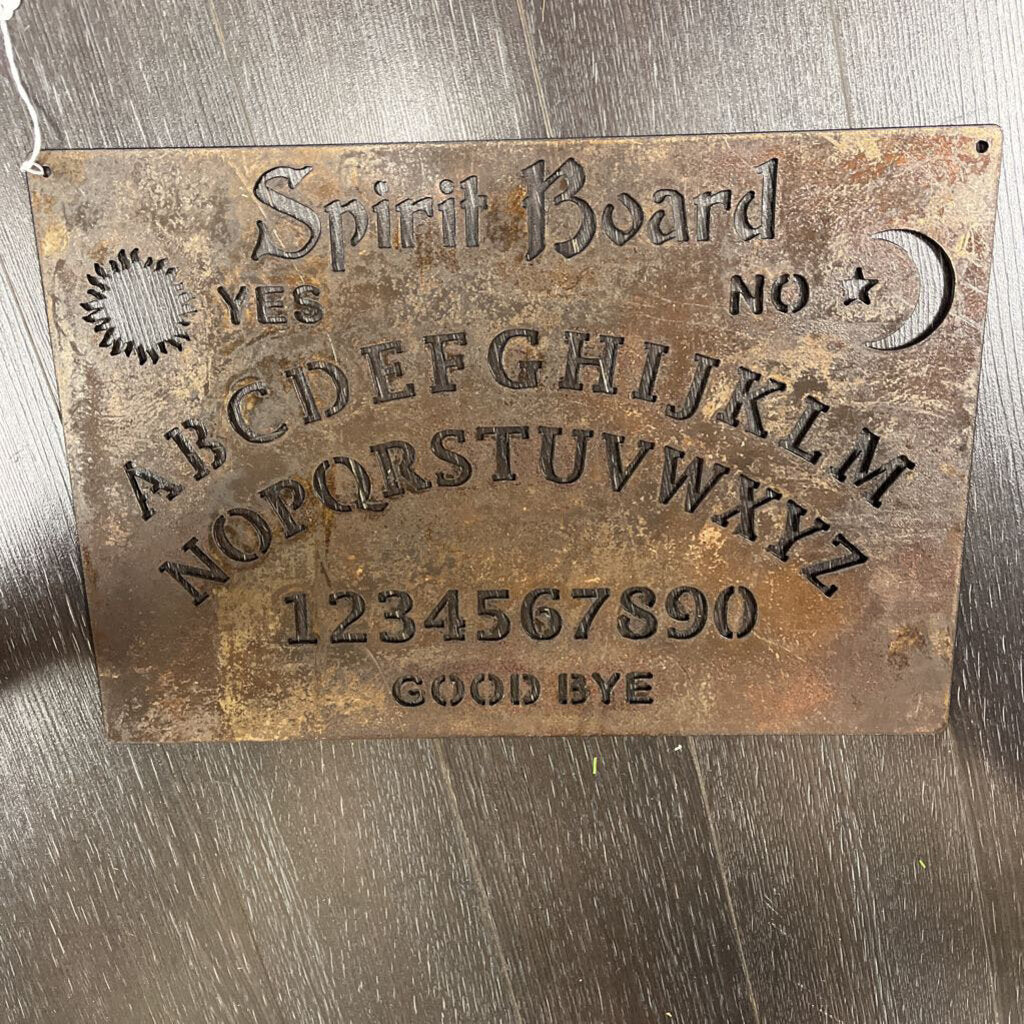 Spirit Board
YES NO
ABCDEFGHIJKLM
NOPQRSTUVWXYZ
1234567890
GOOD BYE